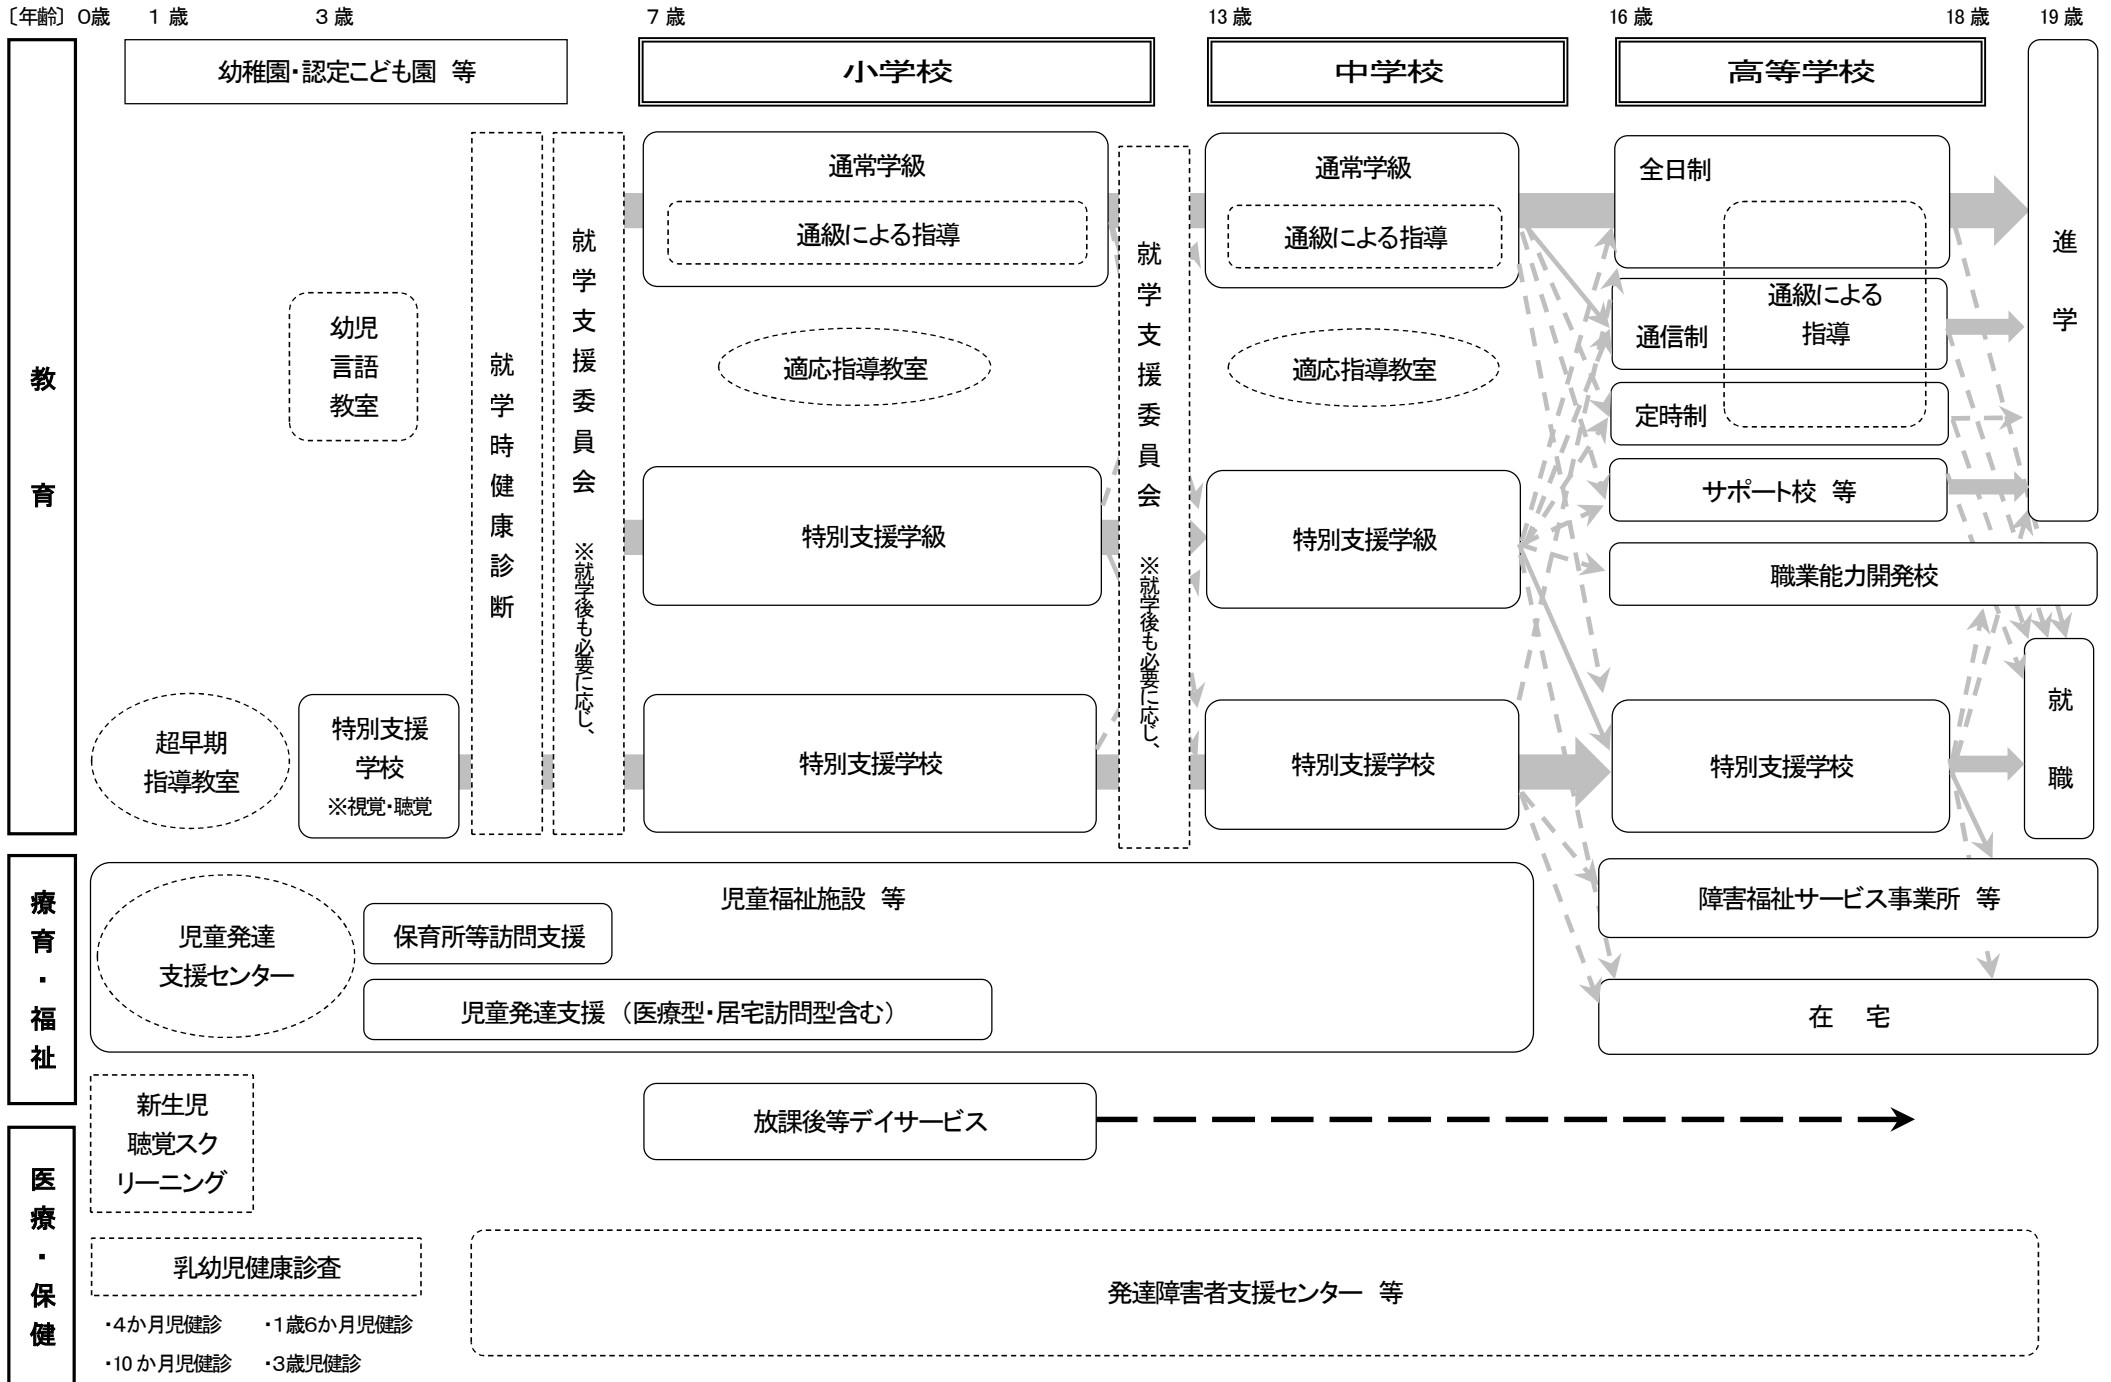 〔年齢〕 0歳 1 歳 3 歳 7 歳 13 歳 16 歳 18 歳 19 歳
幼稚園・認定こども園 等
小学校
中学校
高等学校
教育
幼児
言語
教室
超早期
指導教室
特別支援
学校
※視覚・聴覚
就学時健康診断
就学支援委員会 ※就学後も必要に応じ、
通常学級
通級による指導
適応指導教室
特別支援学級
特別支援学校
就学支援委員会 ※就学後も必要に応じ、
通常学級
通級による指導
適応指導教室
特別支援学級
特別支援学校
全日制
通信制
定時制
通級による
指導
サポート校 等
職業能力開発校
特別支援学校
進学
就職
療育・福祉
児童福祉施設 等
児童発達
支援センター
保育所等訪問支援
児童発達支援 (医療型・居宅訪問型含む)
障害福祉サービス事業所 等
在 宅
放課後等デイサービス
医療・保健
新生児
聴覚スク
リーニング
乳幼児健康診査
・4か月児健診 ・1歳6か月児健診
・10 か月児健診 ・3歳児健診
発達障害者支援センター 等